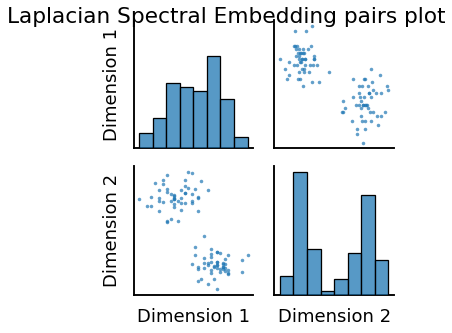 Laplacian Spectral Embedding pairs plot
Dimension 1
Dimension 2
Dimension 1
Dimension 2